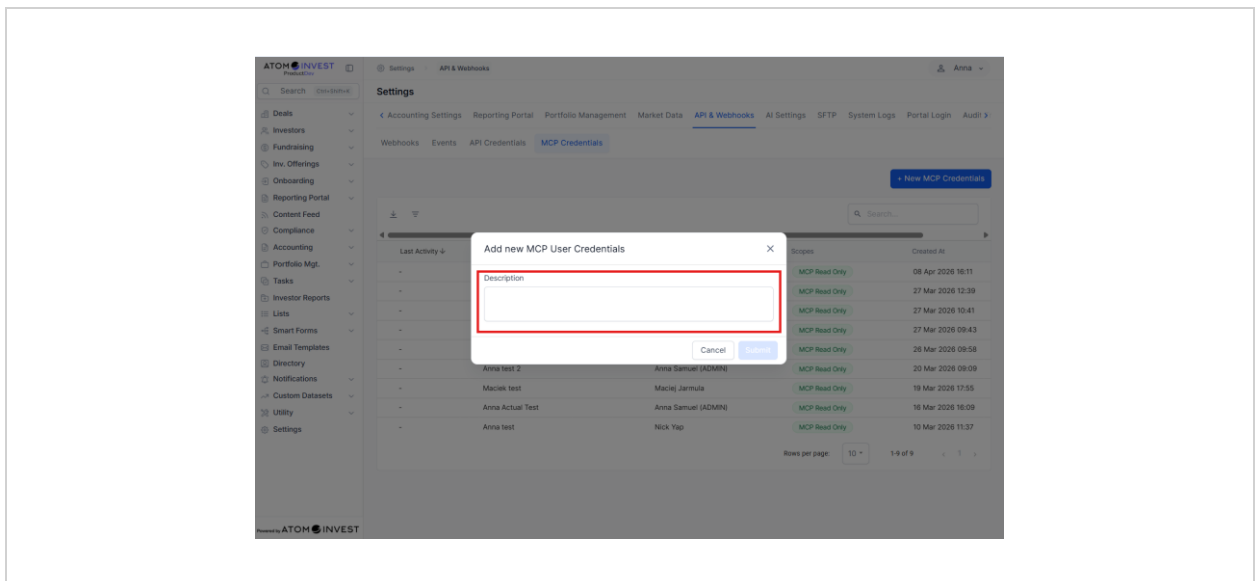 ATOM INVEST
ProductDev
Settings
API & Webhooks
Anna
Search Ctrl+Shift+K
Settings
Deals
Investors
Fundraising
Inv. Offerings
Onboarding
Reporting Portal
Content Feed
Compliance
Accounting
Portfolio Mgt.
Tasks
Investor Reports
Lists
Smart Forms
Email Templates
Directory
Notifications
Custom Datasets
Utility
Settings
Powered by ATOM INVEST
Accounting Settings Reporting Portal Portfolio Management Market Data API & Webhooks AI Settings SFTP System Logs Portal Login Audit
Webhooks Events API Credentials MCP Credentials
+ New MCP Credentials
Search...
Last Activity Scopes Created At
Add new MCP User Credentials
Description
Cancel Submit
- MCP Read Only 08 Apr 2026 16:11
- MCP Read Only 27 Mar 2026 12:39
- MCP Read Only 27 Mar 2026 10:41
- MCP Read Only 27 Mar 2026 09:43
- MCP Read Only 26 Mar 2026 09:56
- Anna test 2 Anna Samuel (ADMIN) MCP Read Only 20 Mar 2026 09:09
- Maciek test Maciej Jarmula MCP Read Only 19 Mar 2026 17:55
- Anna Actual Test Anna Samuel (ADMIN) MCP Read Only 16 Mar 2026 16:09
- Anna test Nick Yap MCP Read Only 10 Mar 2026 11:37
Rows per page: 10 1-9 of 9 1